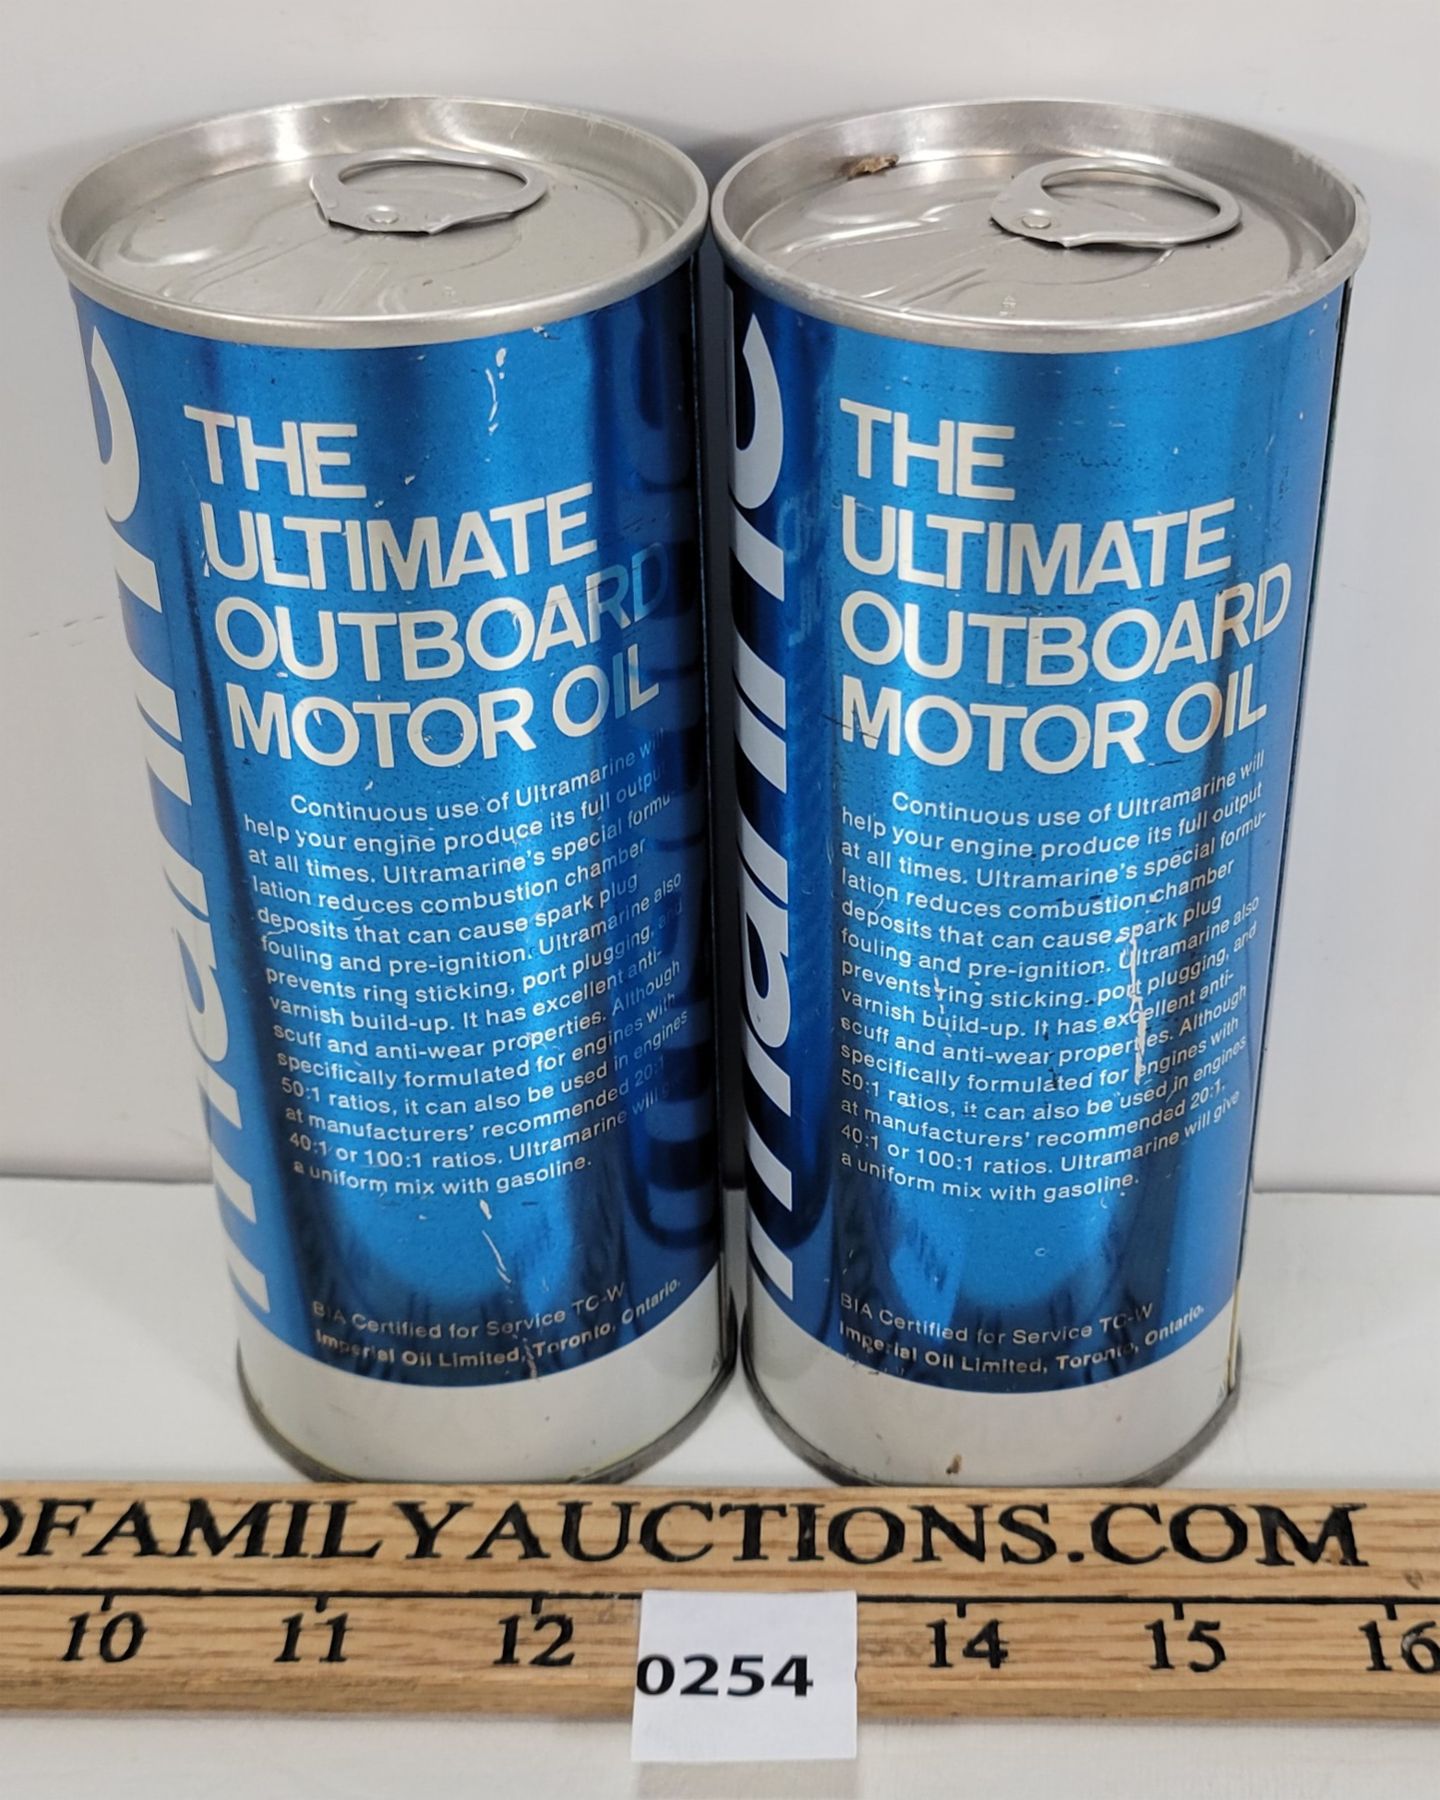 THE
ULTIMATE
OUTBOARD
MOTOR OIL
Continuous use of Ultramarine will
help your engine produce its full output
at all times. Ultramarine's special formu-
lation reduces combustion chamber
deposits that can cause spark plug
fouling and pre-ignition. Ultramarine also
prevents ring sticking, port plugging, and
varnish build-up. It has excellent anti-
scuff and anti-wear properties. Although
specifically formulated for engines with
50:1 ratios, it can also be used in engines
at manufacturers' recommended 20:1,
40:1 or 100:1 ratios. Ultramarine will give
a uniform mix with gasoline.
BIA Certified for Service TC-W
Imperial Oil Limited, Toronto, Ontario.
THE
ULTIMATE
OUTBOARD
MOTOR OIL
Continuous use of Ultramarine will
help your engine produce its full output
at all times. Ultramarine's special formu-
lation reduces combustion chamber
deposits that can cause spark plug
fouling and pre-ignition. Ultramarine also
prevents ring sticking, port plugging, and
varnish build-up. It has excellent anti-
scuff and anti-wear properties. Although
specifically formulated for engines with
50:1 ratios, it can also be used in engines
at manufacturers' recommended 20:1,
40:1 or 100:1 ratios. Ultramarine will give
a uniform mix with gasoline.
BIA Certified for Service TC-W
Imperial Oil Limited, Toronto, Ontario.
FAMILYAUCTIONS.COM
10 11 12 14 15 16
0254